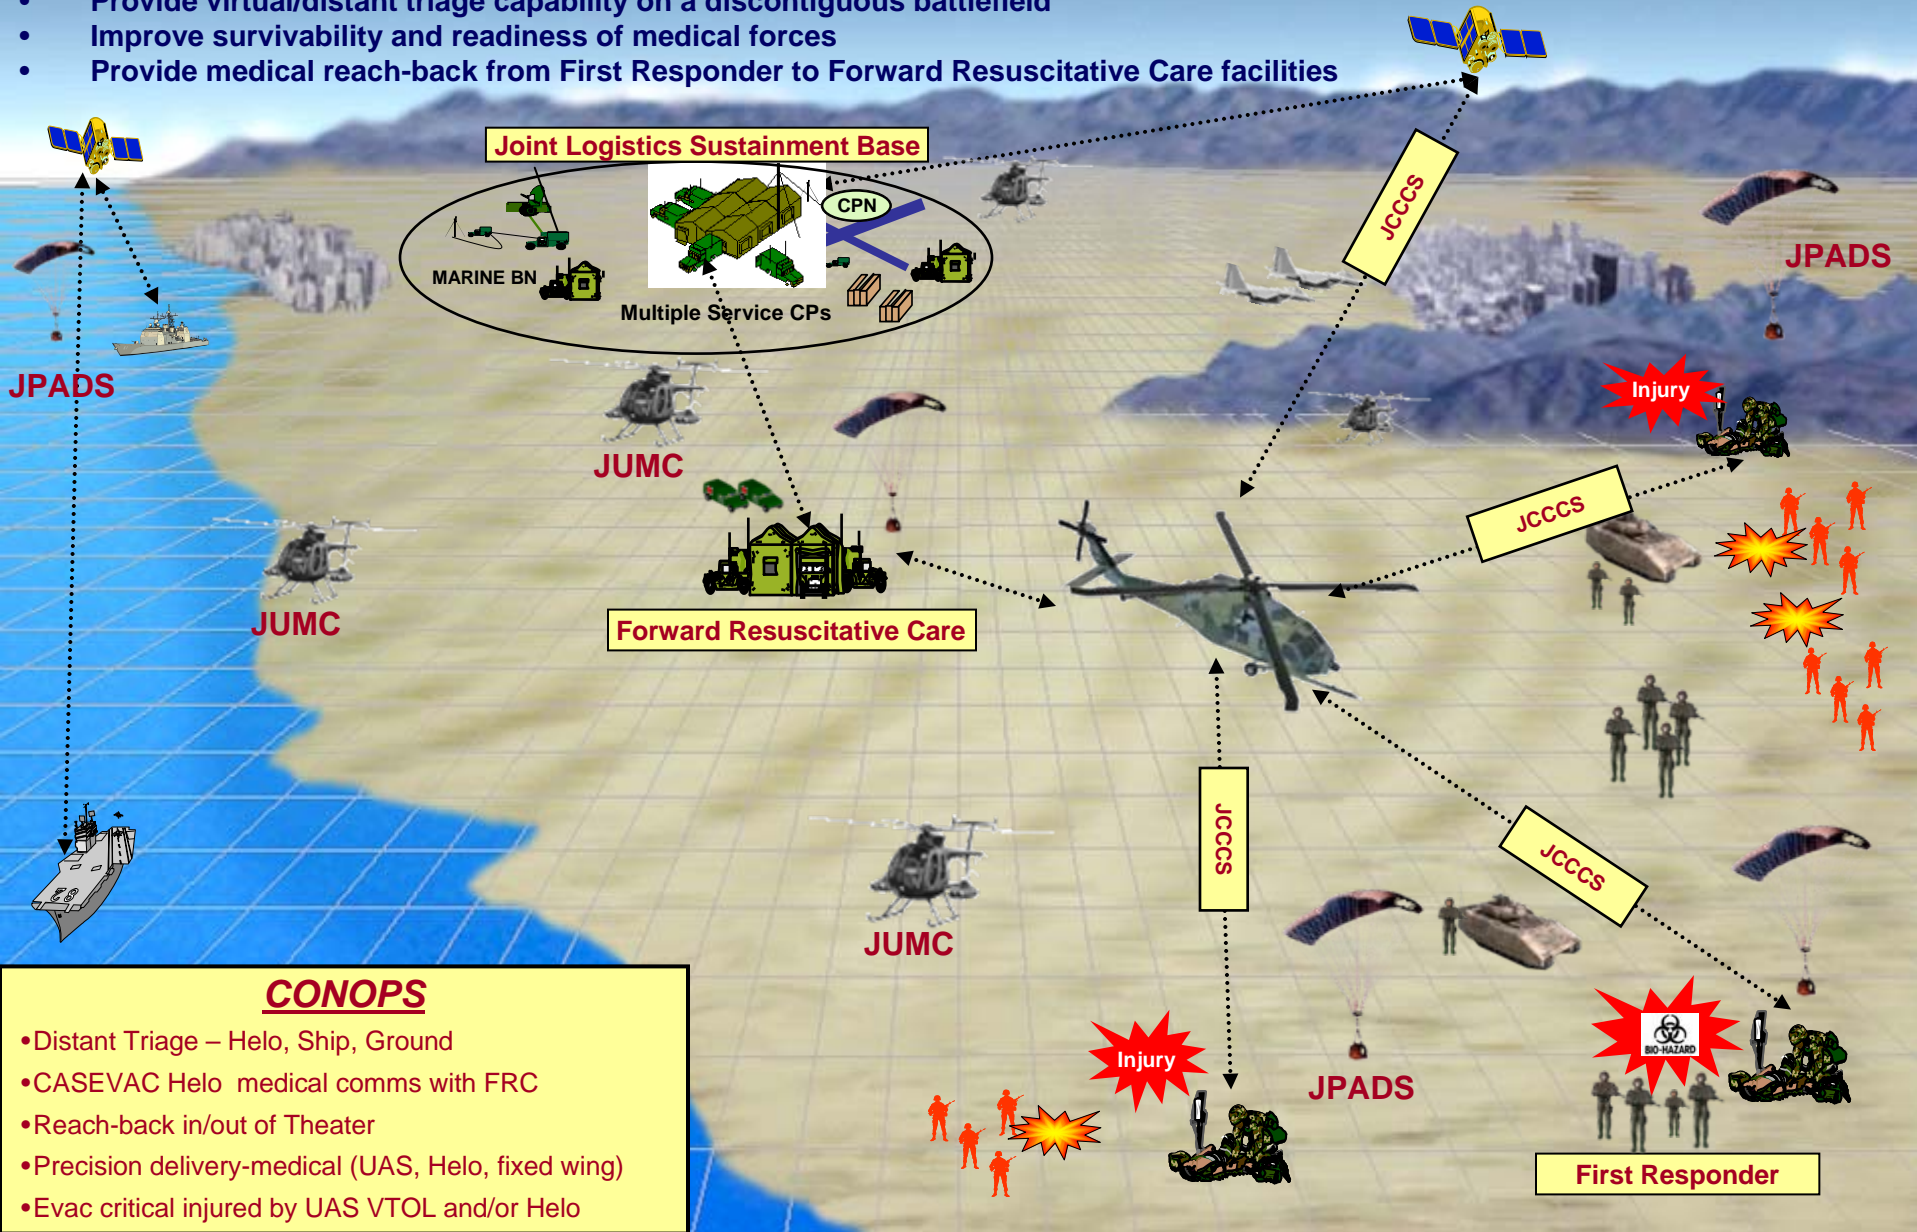 • Provide virtual/distant triage capability on a discontiguous battlefield
• Improve survivability and readiness of medical forces
• Provide medical reach-back from First Responder to Forward Resuscitative Care facilities
Joint Logistics Sustainment Base
CPN
MARINE BN
Multiple Service CPs
JCCCS
JPADS
JPADS
Injury
JUMC
JCCCS
JUMC
Forward Resuscitative Care
JCCCS
JCCCS
JUMC
Injury
JPADS
BIO-HAZARD
First Responder
CONOPS
•Distant Triage – Helo, Ship, Ground
•CASEVAC Helo medical comms with FRC
•Reach-back in/out of Theater
•Precision delivery-medical (UAS, Helo, fixed wing)
•Evac critical injured by UAS VTOL and/or Helo